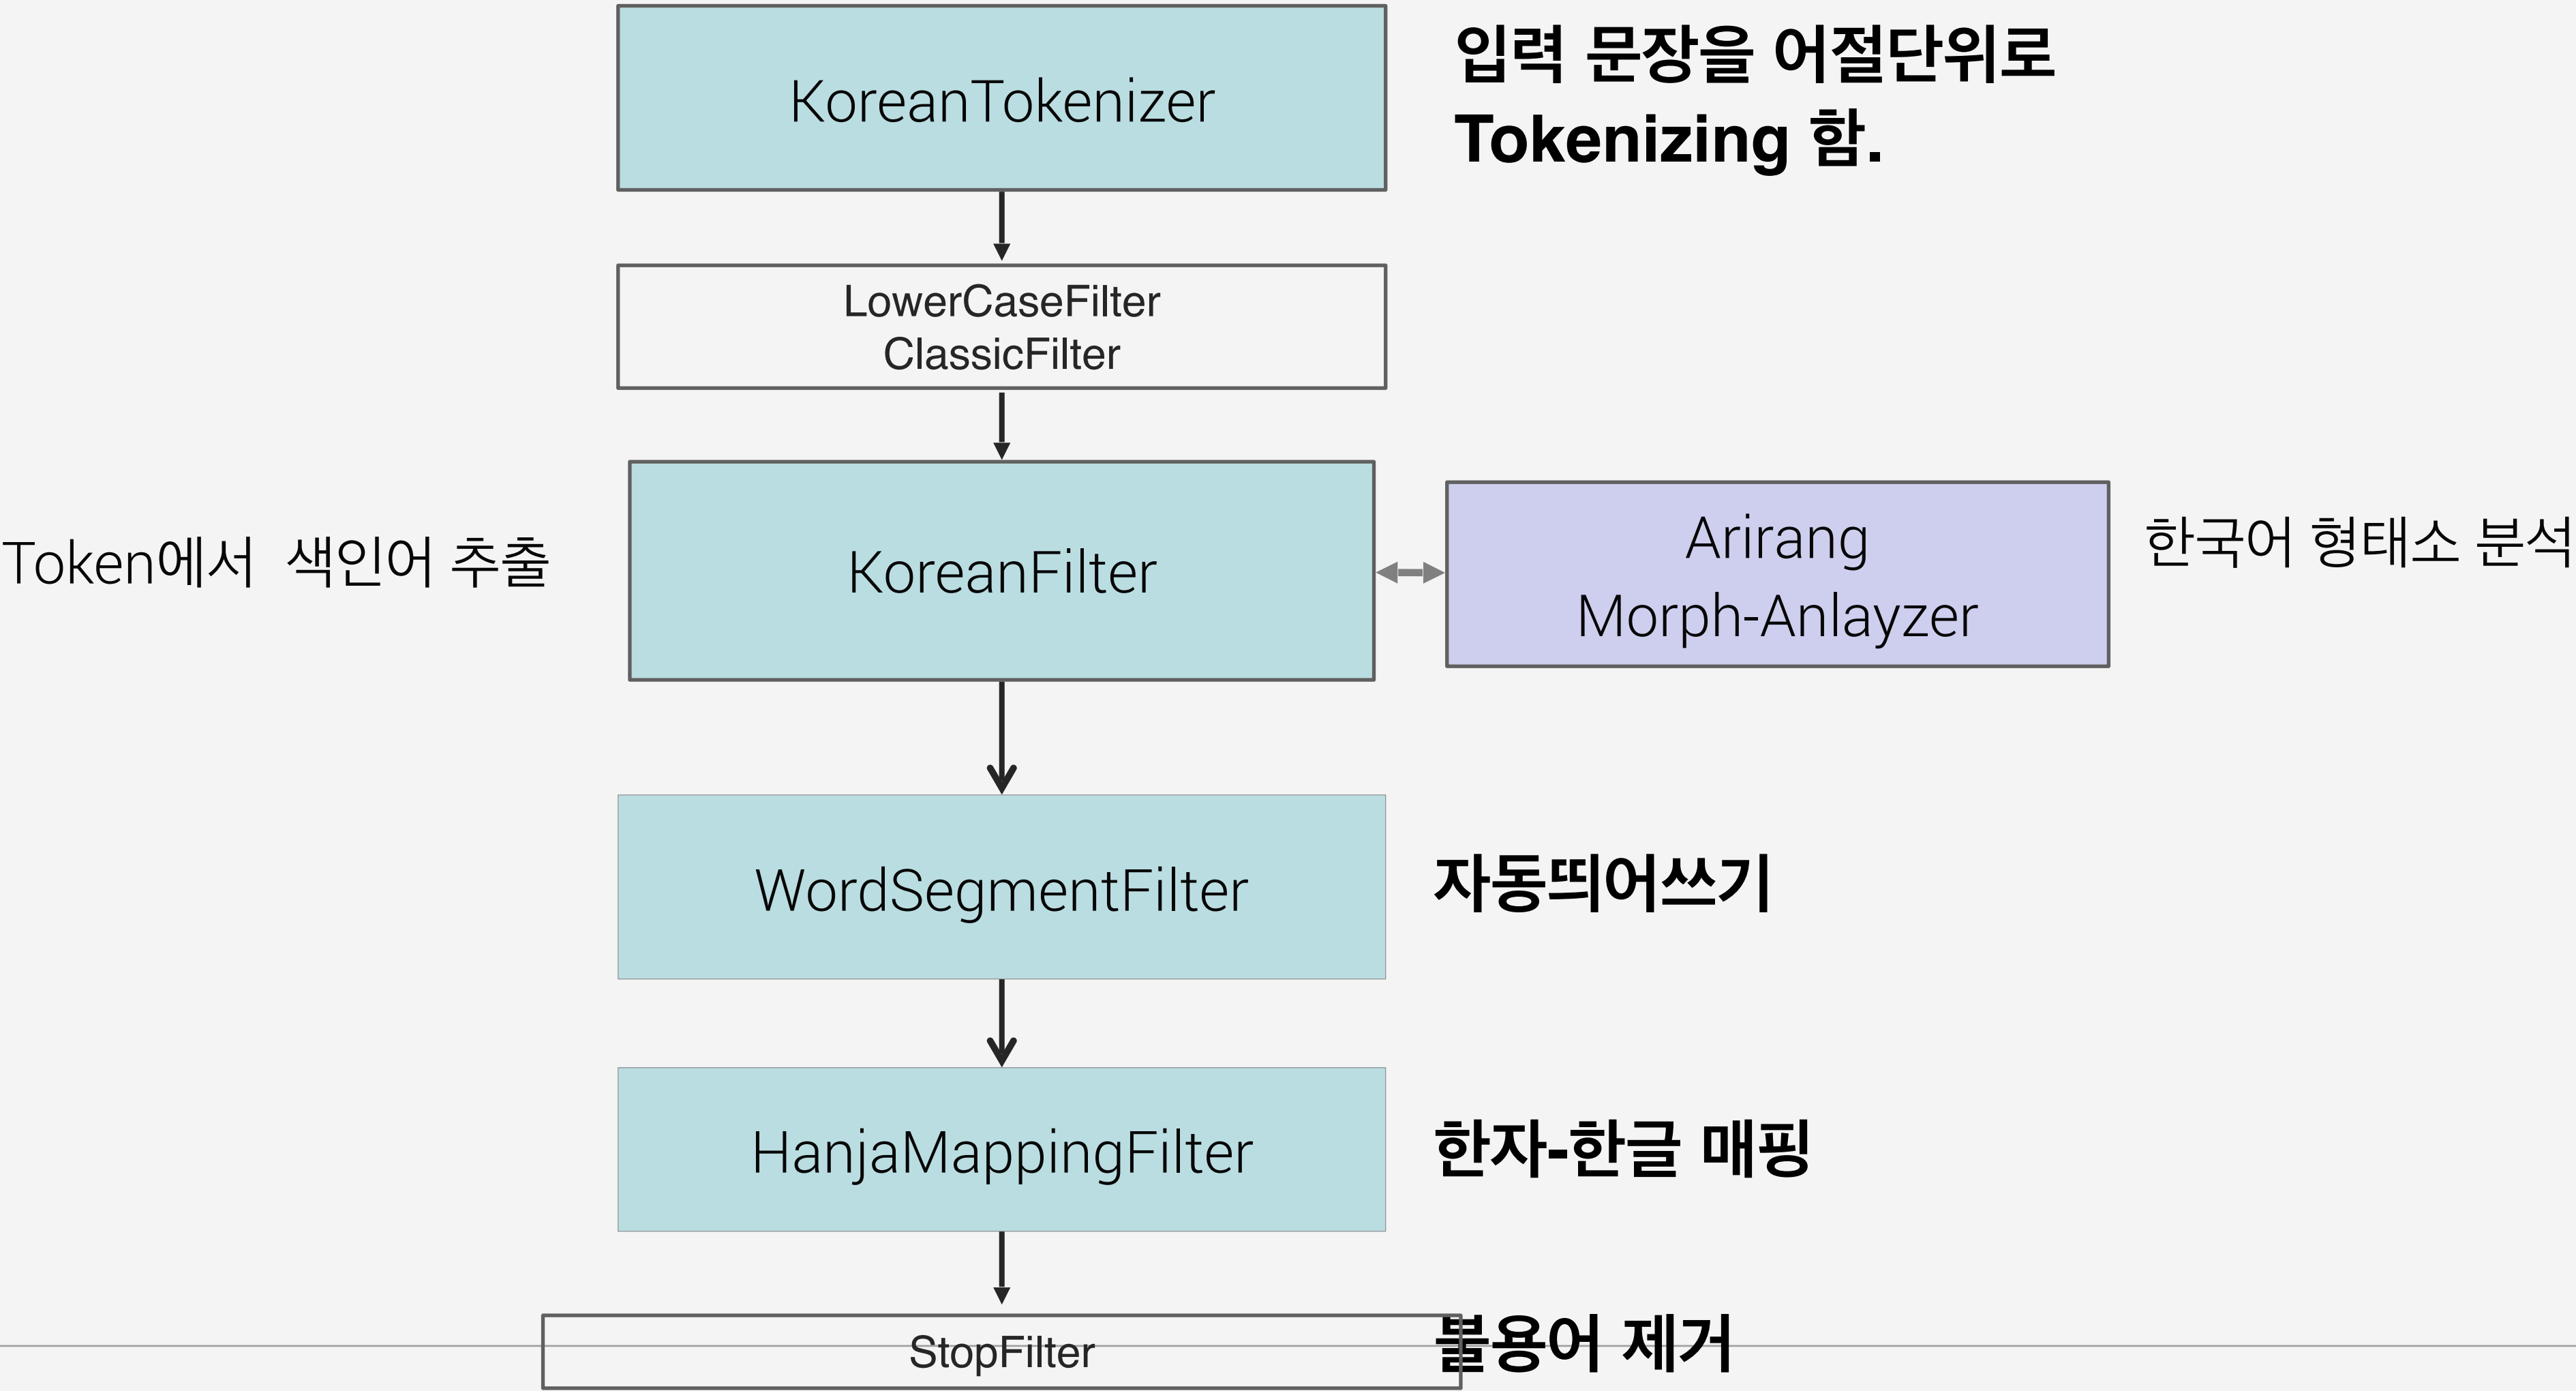 KoreanTokenizer
입력 문장을 어절단위로
Tokenizing 함.
LowerCaseFilter
ClassicFilter
Token에서 색인어 추출
KoreanFilter
Arirang
Morph-Anlayzer
한국어 형태소 분석
WordSegmentFilter
자동띄어쓰기
HanjaMappingFilter
한자-한글 매핑
StopFilter
불용어 제거